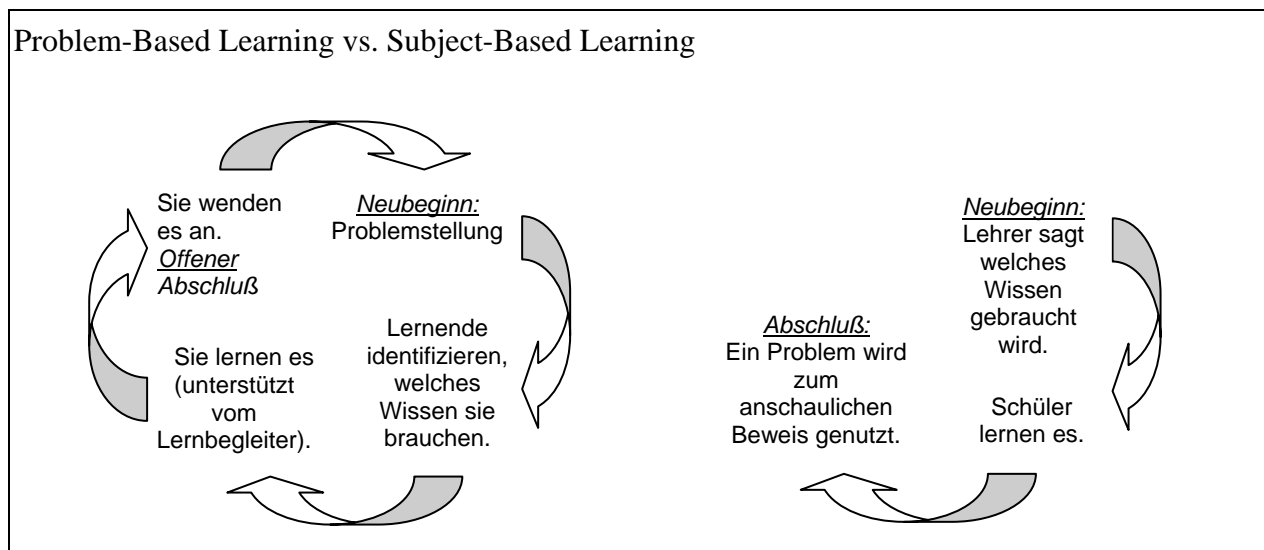 Problem-Based Learning vs. Subject-Based Learning
Sie wenden
es an.
Offener
Abschluß
Neubeginn:
Problemstellung
Lernende
identifizieren,
welches
Wissen sie
brauchen.
Sie lernen es
(unterstützt
vom
Lernbegleiter).
Neubeginn:
Lehrer sagt
welches
Wissen
gebraucht
wird.
Schüler
lernen es.
Abschluß:
Ein Problem wird
zum
anschaulichen
Beweis genutzt.